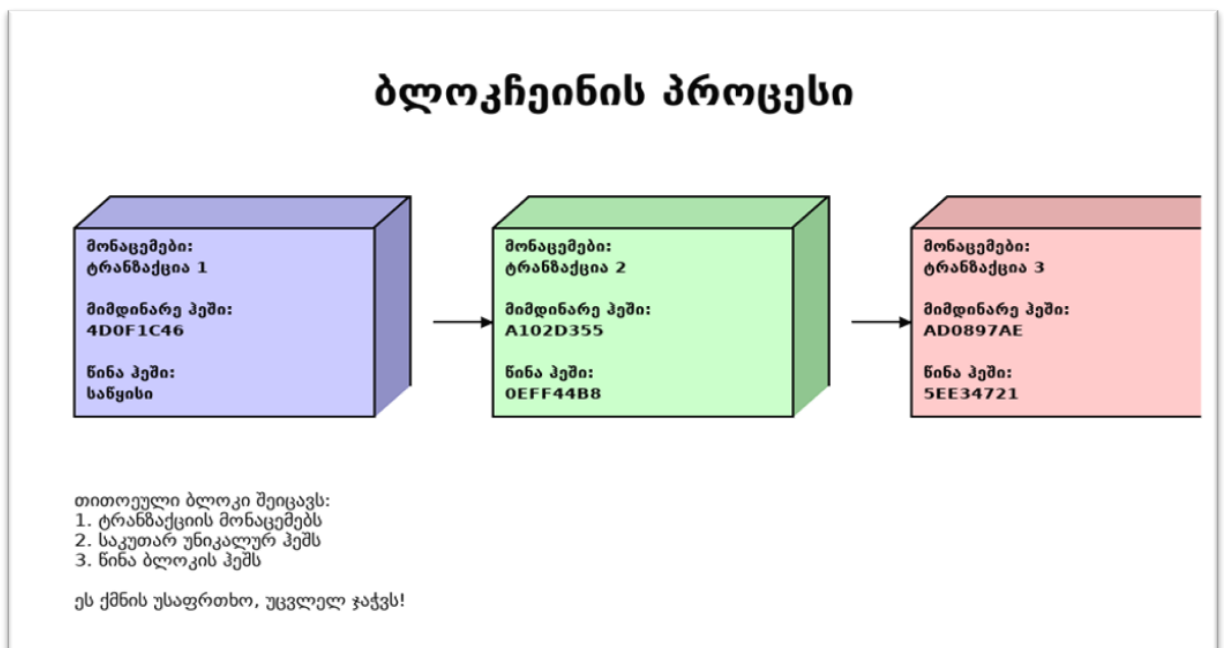 ბლოკჩეინის პროცესი
მონაცემები:
ტრანზაქცია 1
მიმდინარე ჰეში:
4D0F1C46
წინა ჰეში:
საწყისი
მონაცემები:
ტრანზაქცია 2
მიმდინარე ჰეში:
A102D355
წინა ჰეში:
0EFF44B8
მონაცემები:
ტრანზაქცია 3
მიმდინარე ჰეში:
AD0897AE
წინა ჰეში:
5EE34721
თითოეული ბლოკი შეიცავს:
1. ტრანზაქციის მონაცემებს
2. საკუთარ უნიკალურ ჰეშს
3. წინა ბლოკის ჰეშს
ეს ქმნის უსაფრთხო, უცვლელ ჯაჭვს!